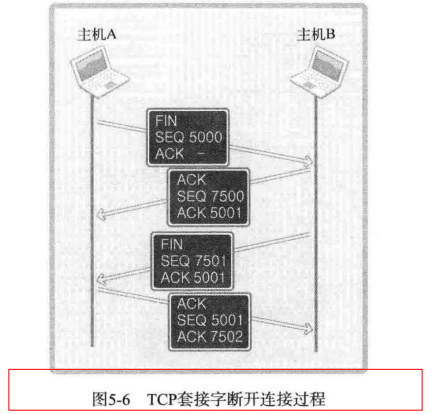 主机A
主机B
FIN
SEQ 5000
ACK –
ACK
SEQ 7500
ACK 5001
FIN
SEQ 7501
ACK 5001
ACK
SEQ 5001
ACK 7502
图5-6 TCP套接字断开连接过程